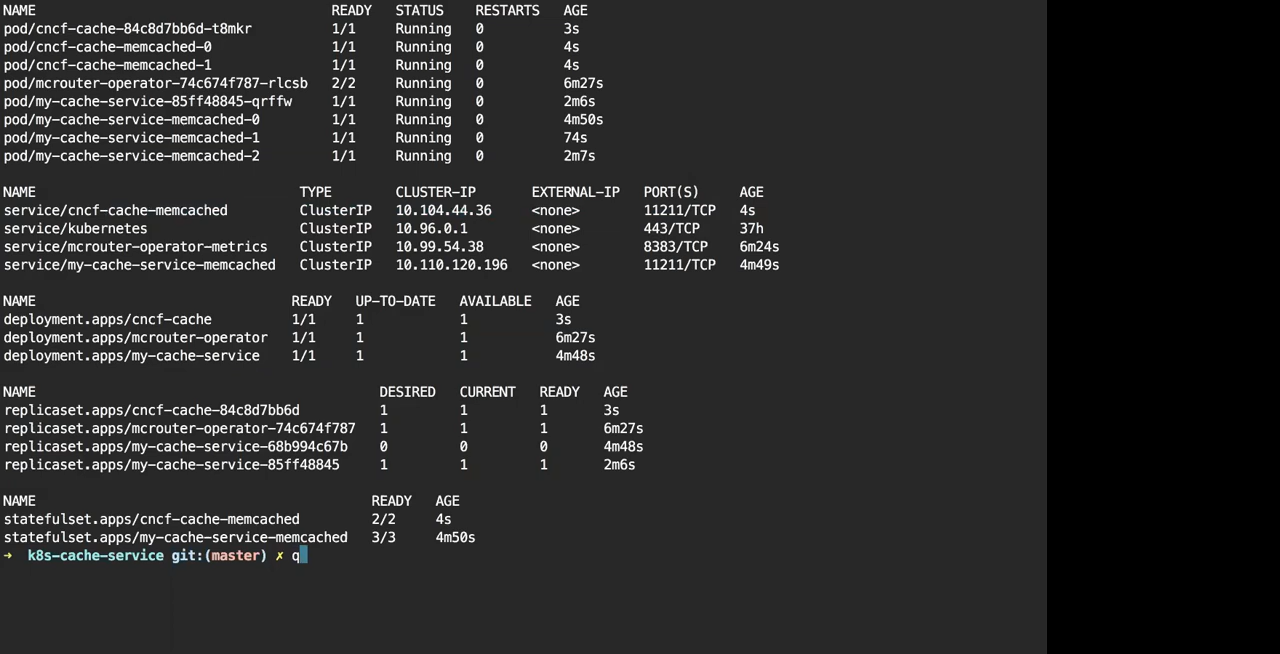 NAME READY STATUS RESTARTS AGE
pod/cncf-cache-84c8d7bb6d-t8mkr 1/1 Running 0 3s
pod/cncf-cache-memcached-0 1/1 Running 0 4s
pod/cncf-cache-memcached-1 1/1 Running 0 4s
pod/mcrouter-operator-74c674f787-rlcsb 2/2 Running 0 6m27s
pod/my-cache-service-85ff48845-qrffw 1/1 Running 0 2m6s
pod/my-cache-service-memcached-0 1/1 Running 0 4m50s
pod/my-cache-service-memcached-1 1/1 Running 0 74s
pod/my-cache-service-memcached-2 1/1 Running 0 2m7s
NAME TYPE CLUSTER-IP EXTERNAL-IP PORT(S) AGE
service/cncf-cache-memcached ClusterIP 10.104.44.36 <none> 11211/TCP 4s
service/kubernetes ClusterIP 10.96.0.1 <none> 443/TCP 37h
service/mcrouter-operator-metrics ClusterIP 10.99.54.38 <none> 8383/TCP 6m24s
service/my-cache-service-memcached ClusterIP 10.110.120.196 <none> 11211/TCP 4m49s
NAME READY UP-TO-DATE AVAILABLE AGE
deployment.apps/cncf-cache 1/1 1 1 3s
deployment.apps/mcrouter-operator 1/1 1 1 6m27s
deployment.apps/my-cache-service 1/1 1 1 4m48s
NAME DESIRED CURRENT READY AGE
replicaset.apps/cncf-cache-84c8d7bb6d 1 1 1 3s
replicaset.apps/mcrouter-operator-74c674f787 1 1 1 6m27s
replicaset.apps/my-cache-service-68b994c67b 0 0 0 4m48s
replicaset.apps/my-cache-service-85ff48845 1 1 1 2m6s
NAME READY AGE
statefulset.apps/cncf-cache-memcached 2/2 4s
statefulset.apps/my-cache-service-memcached 3/3 4m50s
→ k8s-cache-service git:(master) ✗ q